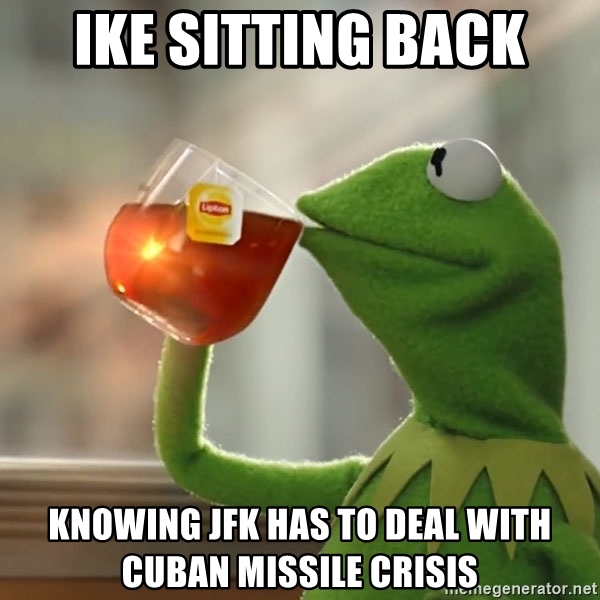 IKE SITTING BACK
Lipton
KNOWING JFK HAS TO DEAL WITH
CUBAN MISSILE CRISIS
memegenerator.net